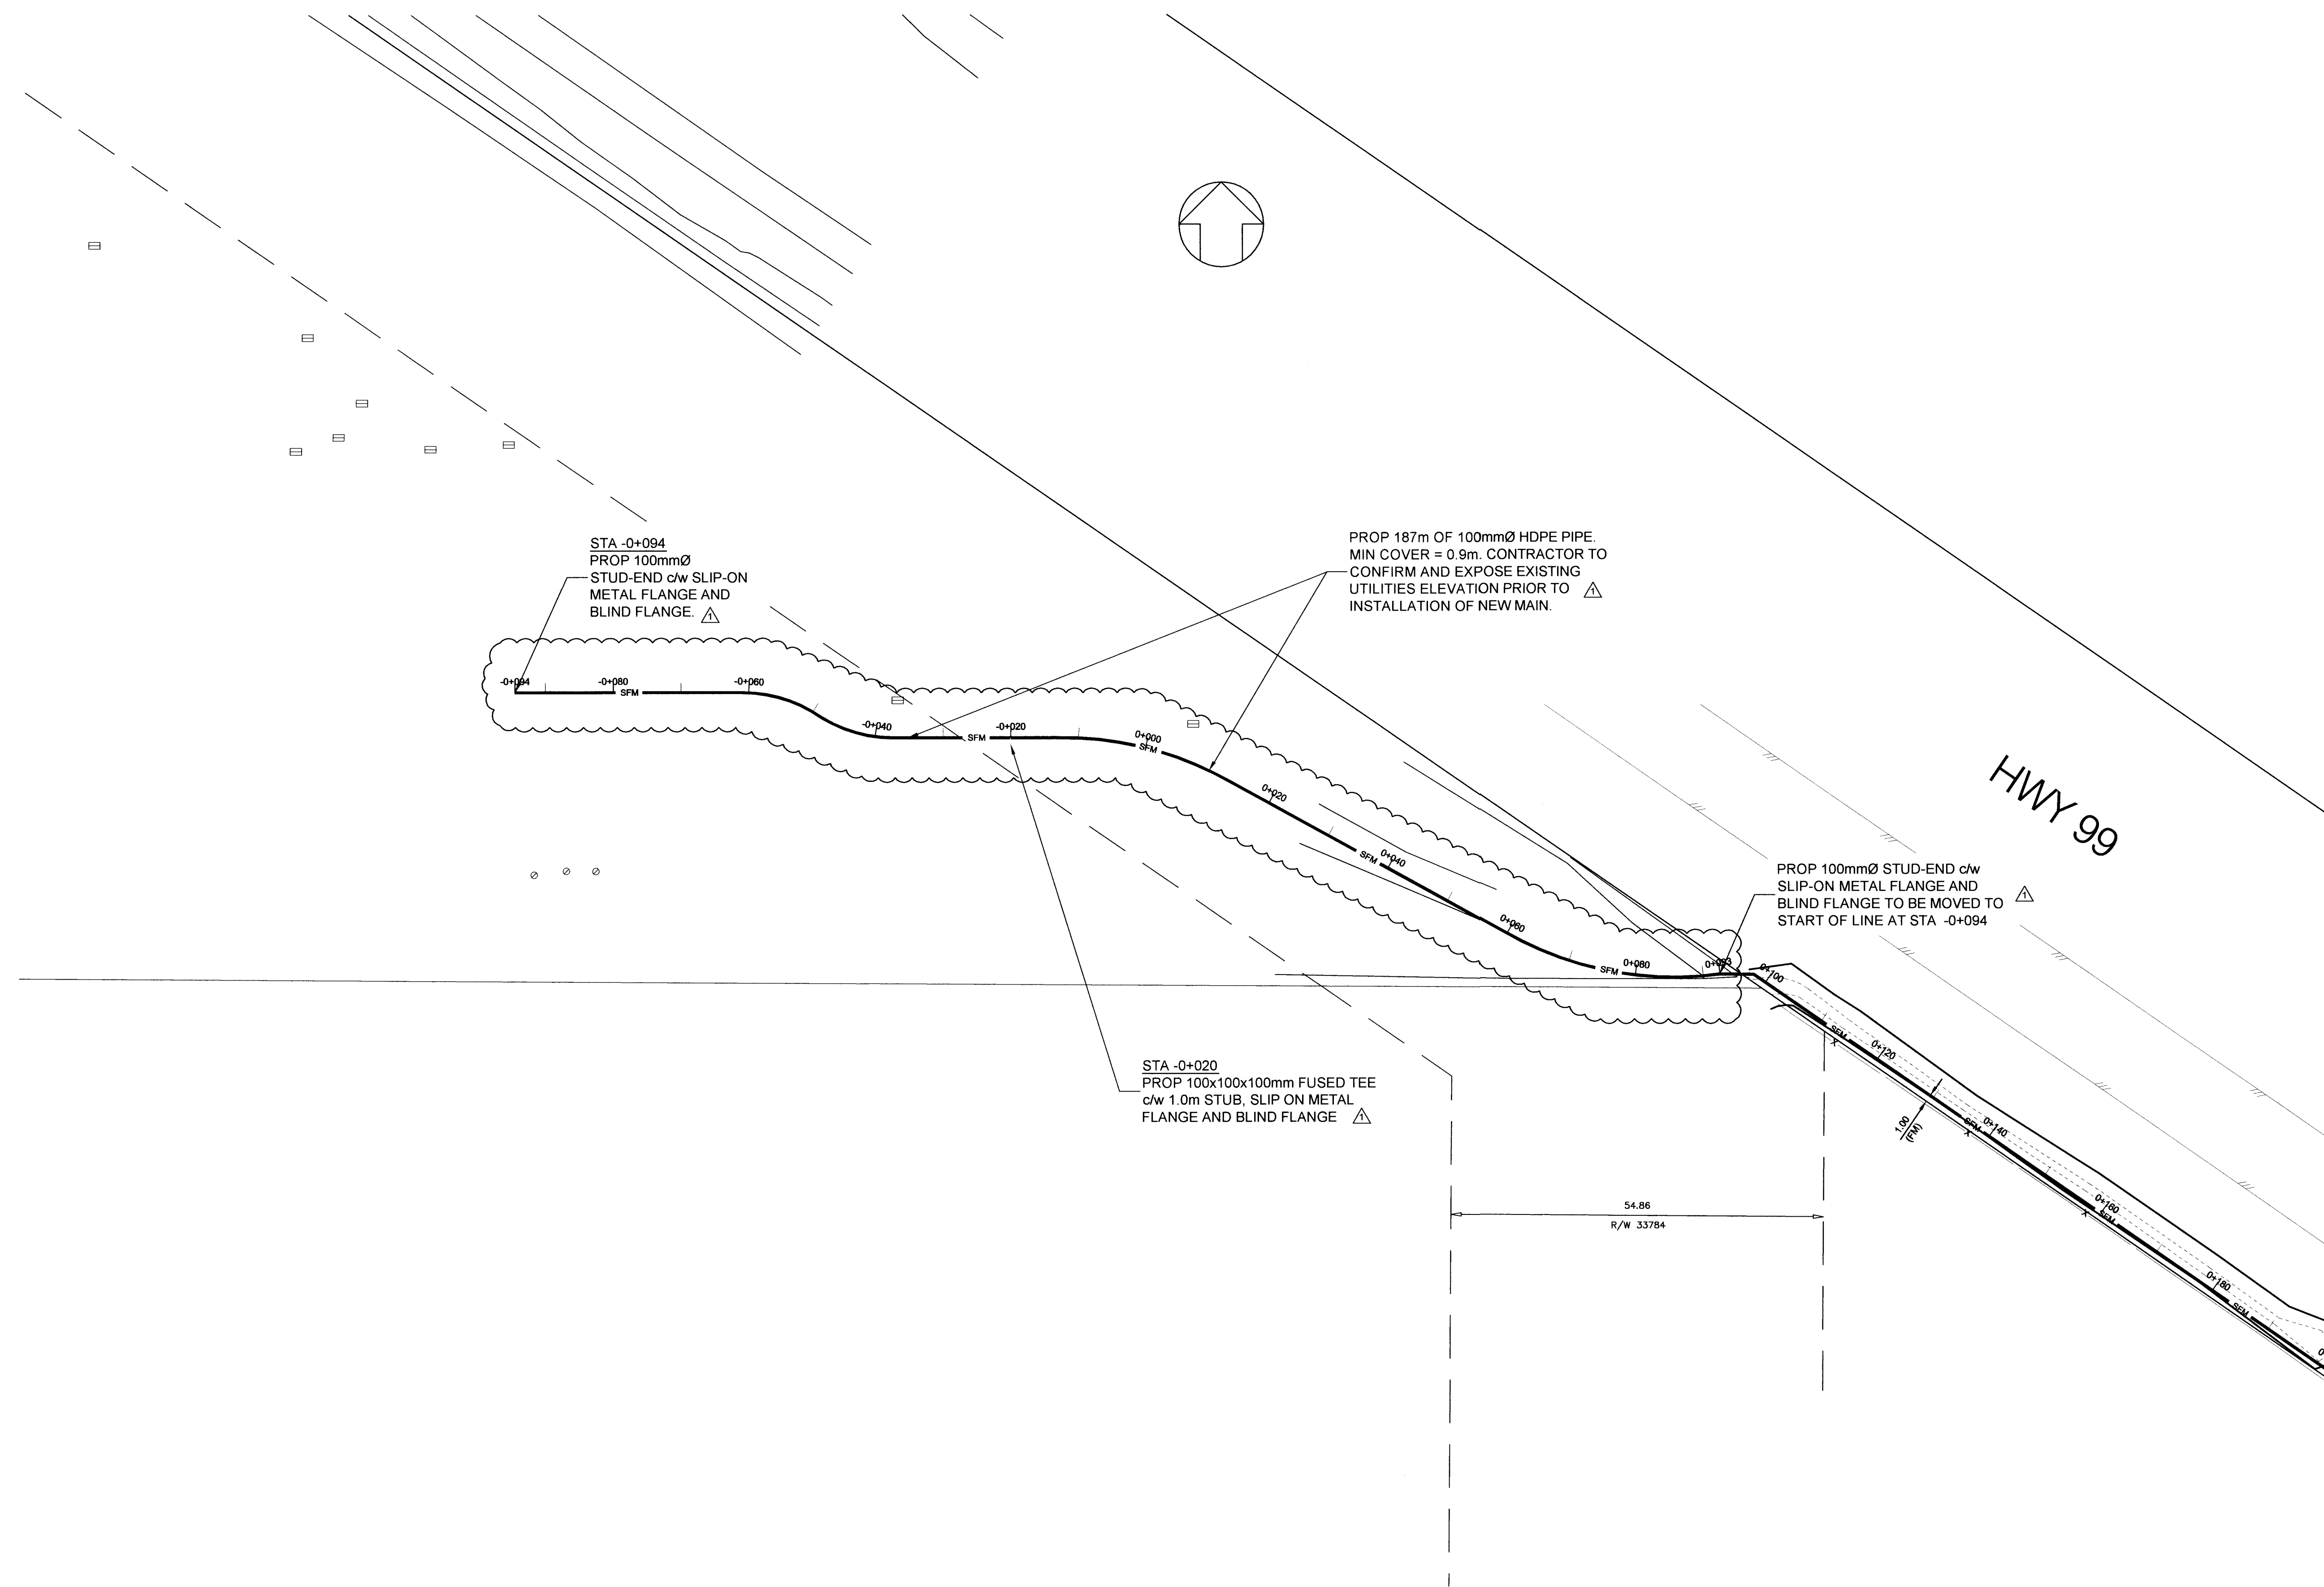 STA -0+094
PROP 100mmØ
STUD-END c/w SLIP-ON
METAL FLANGE AND
BLIND FLANGE. 1
PROP 187m OF 100mmØ HDPE PIPE.
MIN COVER = 0.9m. CONTRACTOR TO
CONFIRM AND EXPOSE EXISTING
UTILITIES ELEVATION PRIOR TO 1
INSTALLATION OF NEW MAIN.
-0+094
-0+080
SFM
-0+060
-0+040
SFM
-0+020
0+000
SFM
0+020
SFM
0+040
0+060
SFM
0+080
0+093
HWY 99
PROP 100mmØ STUD-END c/w
SLIP-ON METAL FLANGE AND 1
BLIND FLANGE TO BE MOVED TO
START OF LINE AT STA -0+094
0+100
SFM
X
0+120
1.00
(FM)
SFM
X
0+140
0+160
SFM
X
0+180
SFM
STA -0+020
PROP 100x100x100mm FUSED TEE
c/w 1.0m STUB, SLIP ON METAL
FLANGE AND BLIND FLANGE 1
54.86
R/W 33784